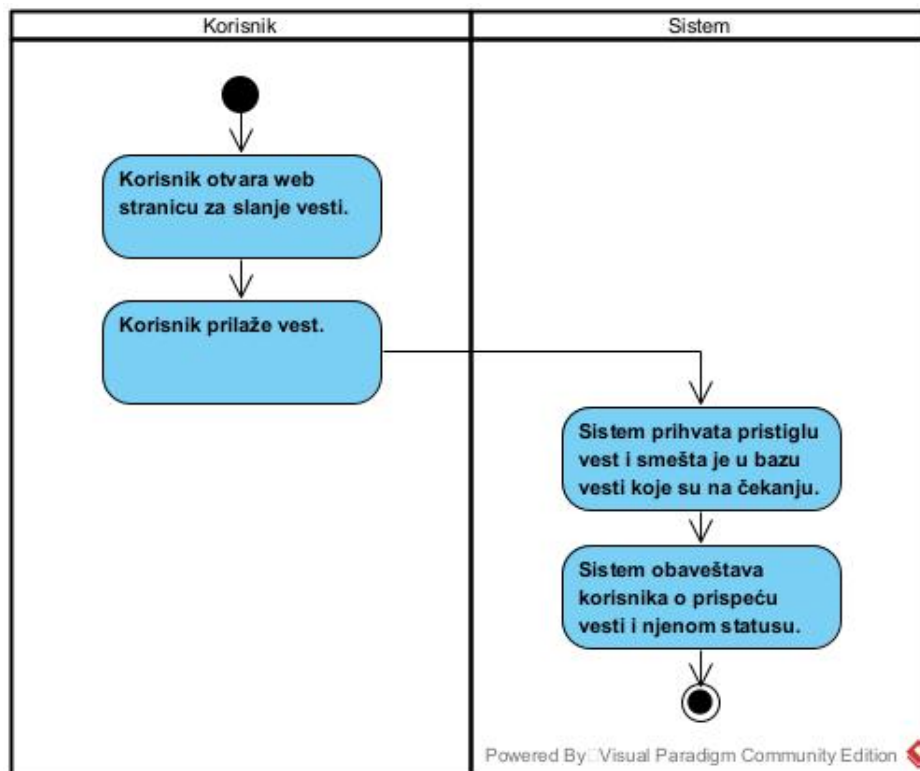 Korisnik
Sistem
Korisnik otvara web
stranicu za slanje vesti.
Korisnik prilaže vest.
Sistem prihvata pristiglu
vest i smešta je u bazu
vesti koje su na čekanju.
Sistem obaveštava
korisnika o prispeću
vesti i njenom statusu.
Powered By Visual Paradigm Community Edition